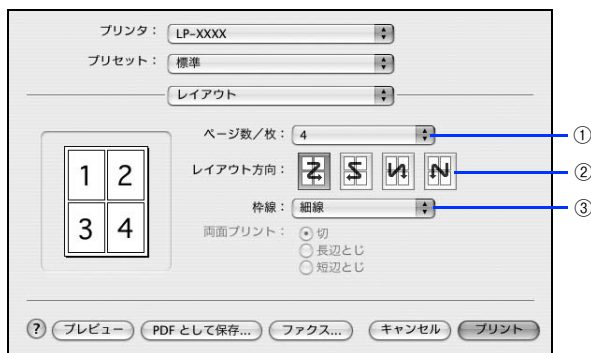 プリンタ： LP-XXXX
プリセット： 標準
レイアウト
ページ数／枚： 4 ①
レイアウト方向： ②
枠線： 細線 ③
両面プリント： 切
長辺とじ
短辺とじ
1 2
3 4
? プレビュー PDF として保存... ファクス... キャンセル プリント